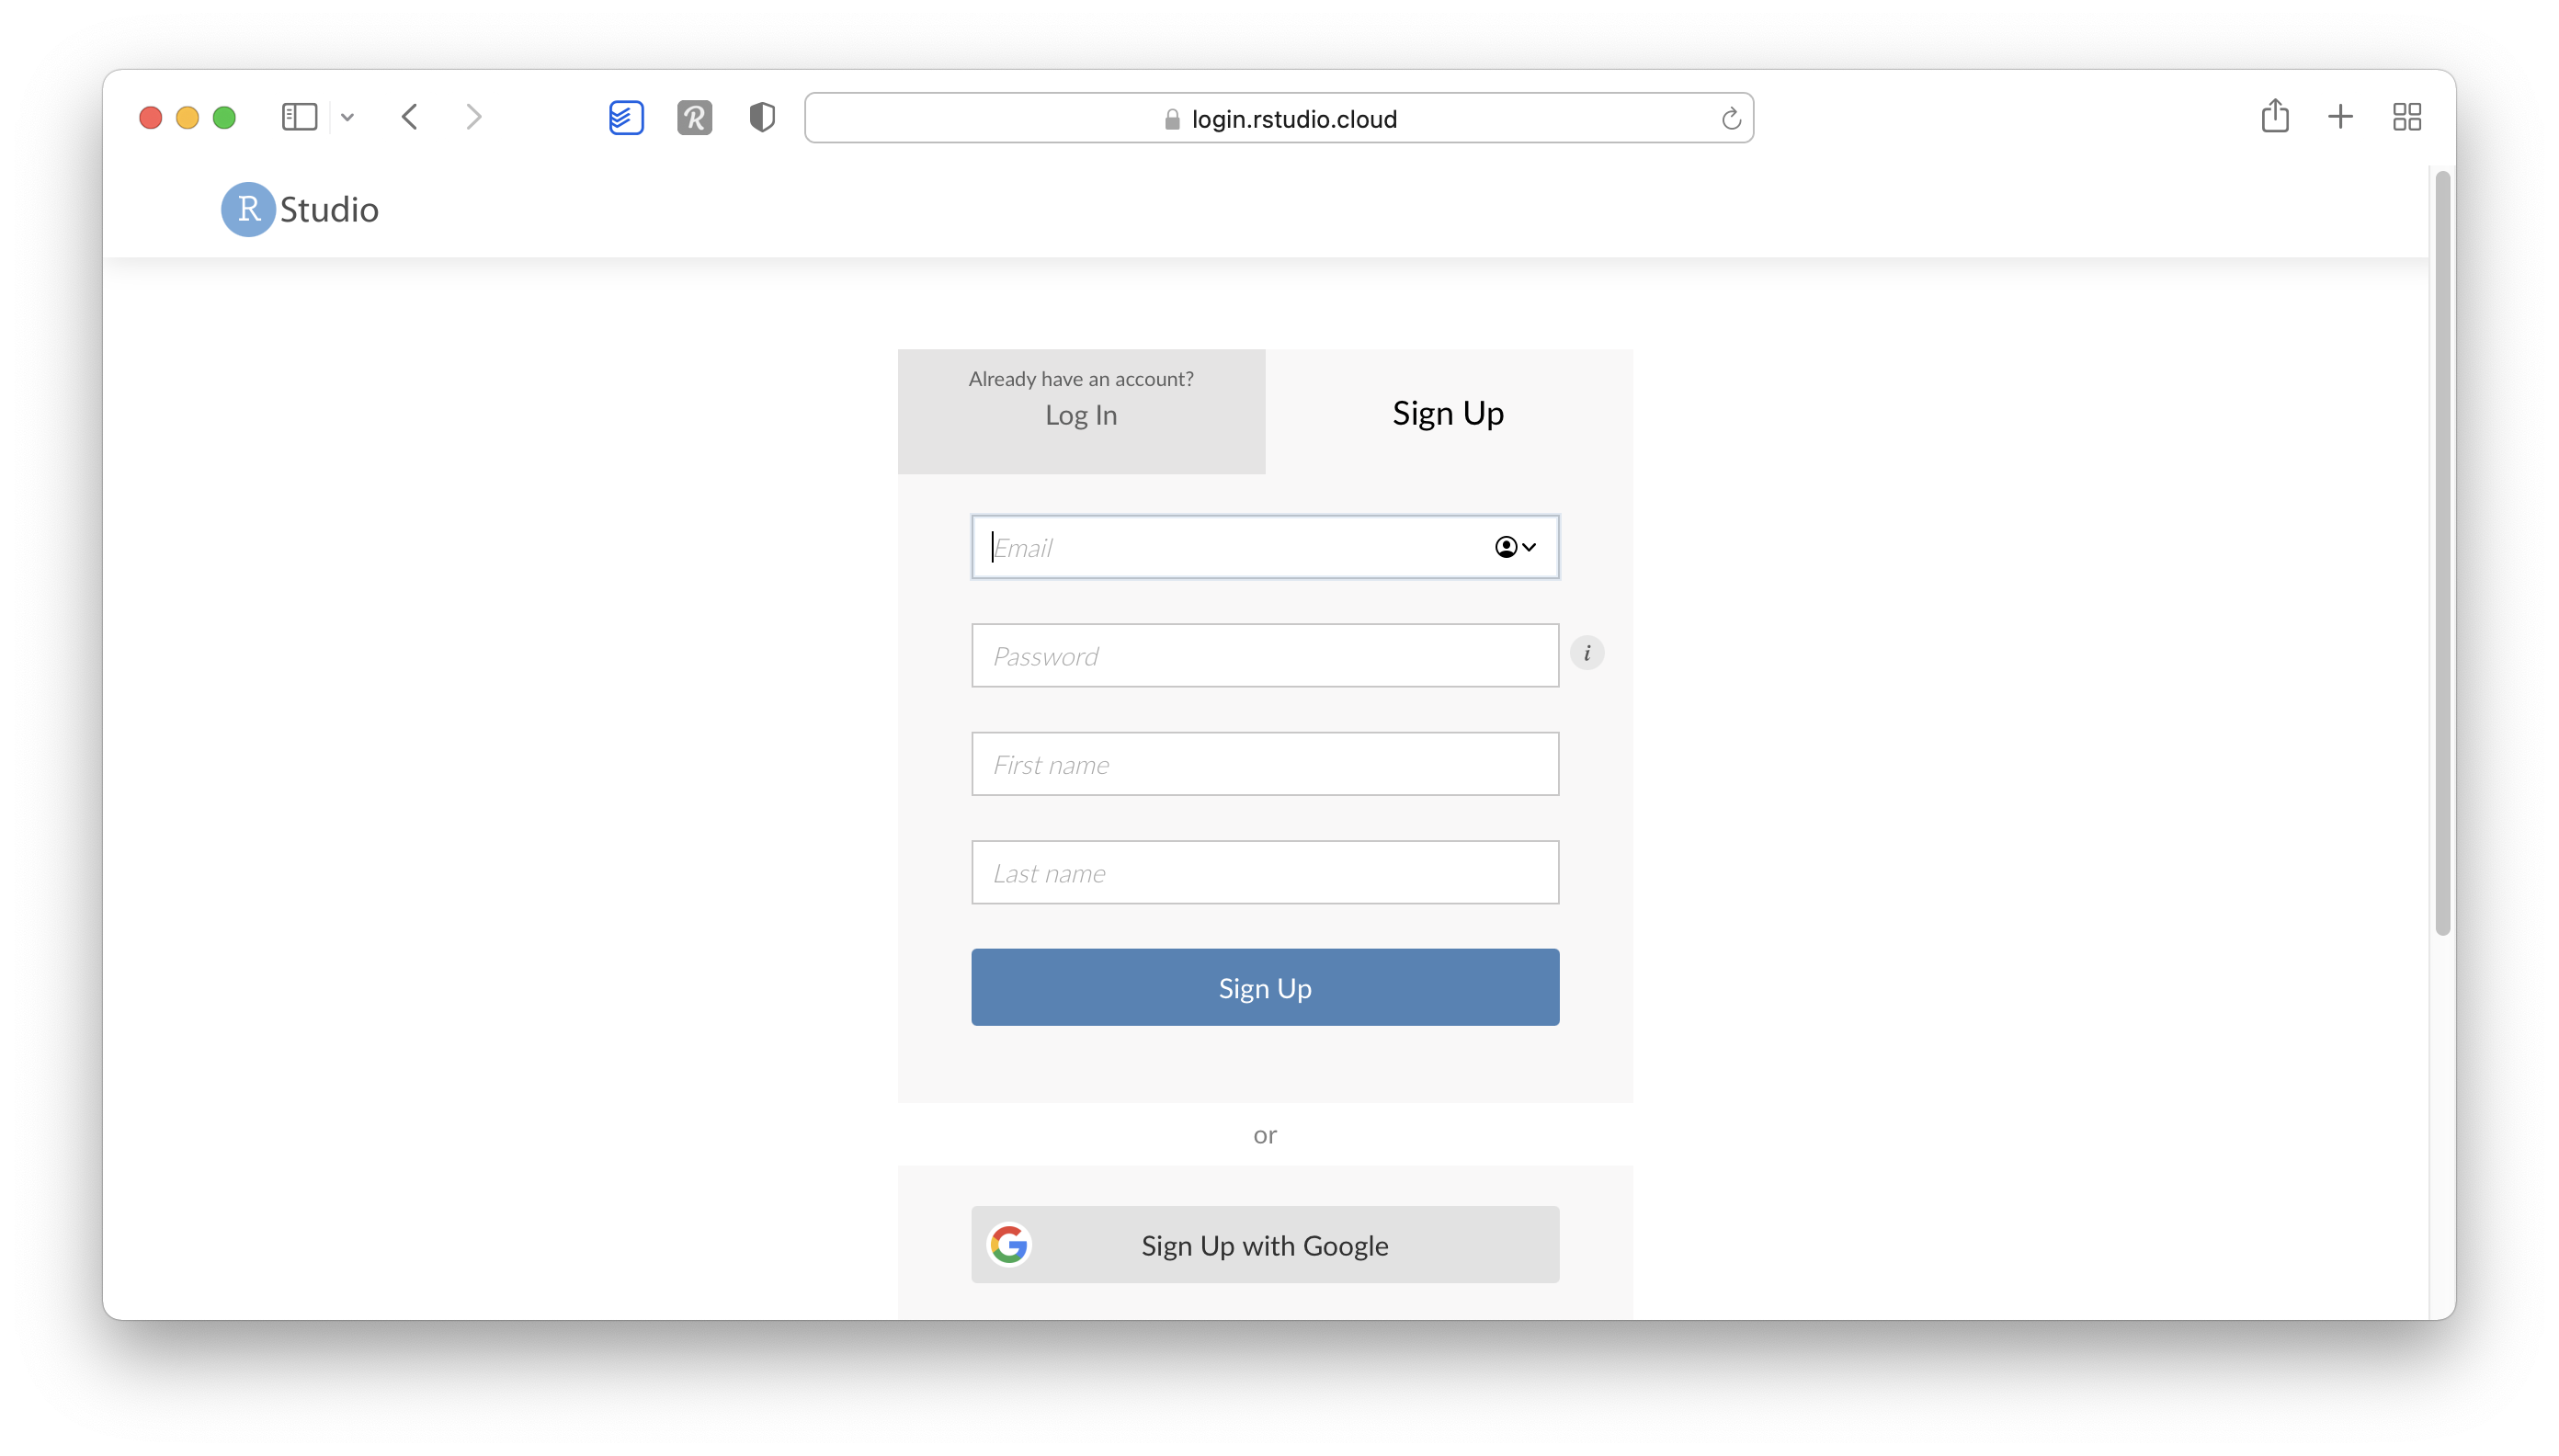 login.rstudio.cloud
R Studio
Already have an account?
Log In
Sign Up
Email
Password
i
First name
Last name
Sign Up
or
Sign Up with Google